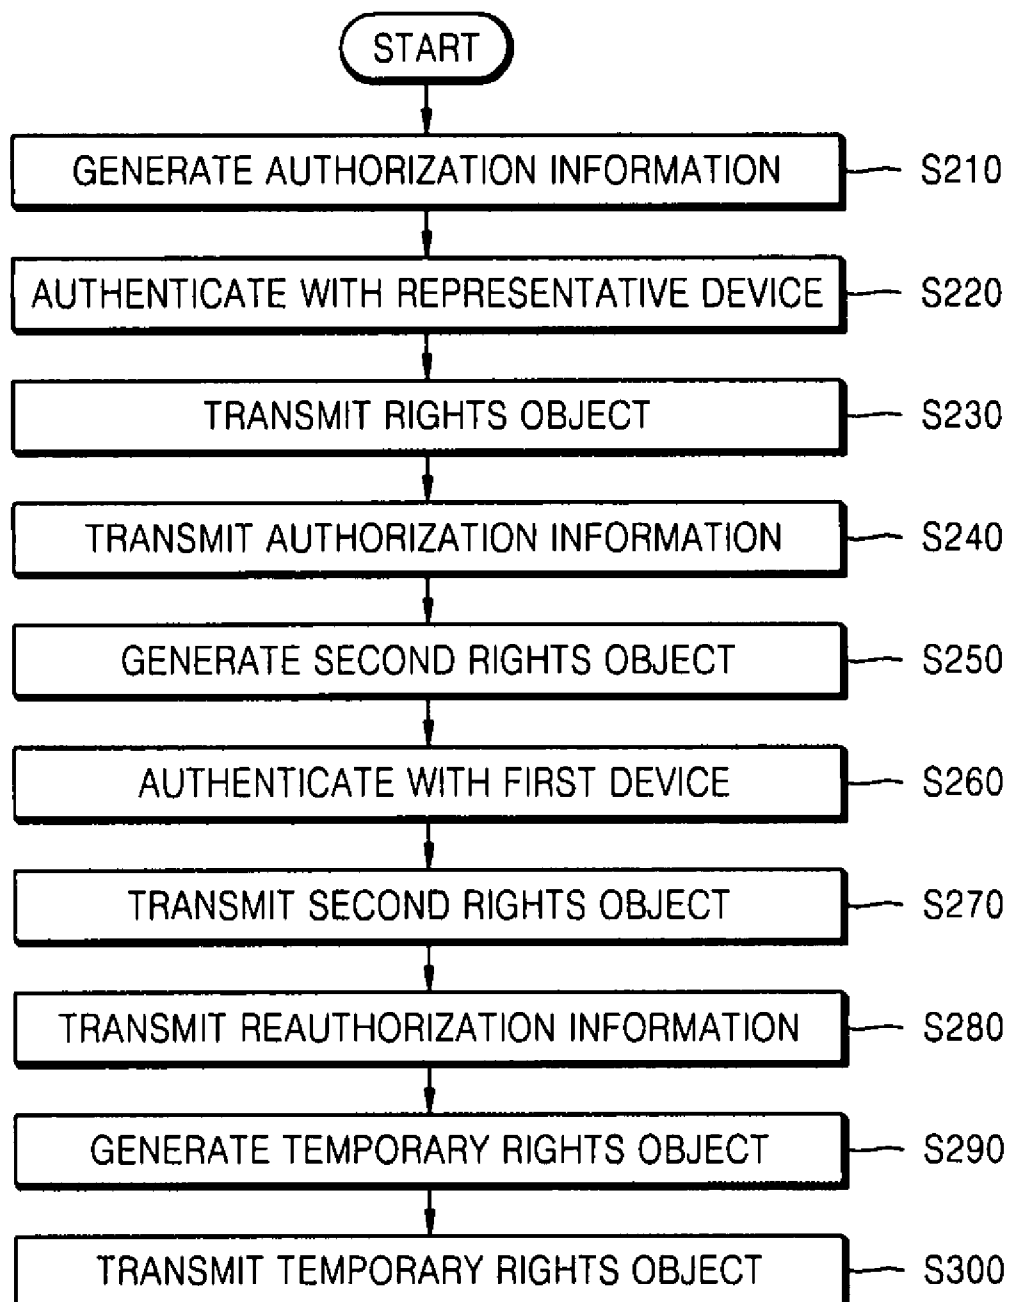 START
GENERATE AUTHORIZATION INFORMATION S210
AUTHENTICATE WITH REPRESENTATIVE DEVICE S220
TRANSMIT RIGHTS OBJECT S230
TRANSMIT AUTHORIZATION INFORMATION S240
GENERATE SECOND RIGHTS OBJECT S250
AUTHENTICATE WITH FIRST DEVICE S260
TRANSMIT SECOND RIGHTS OBJECT S270
TRANSMIT REAUTHORIZATION INFORMATION S280
GENERATE TEMPORARY RIGHTS OBJECT S290
TRANSMIT TEMPORARY RIGHTS OBJECT S300